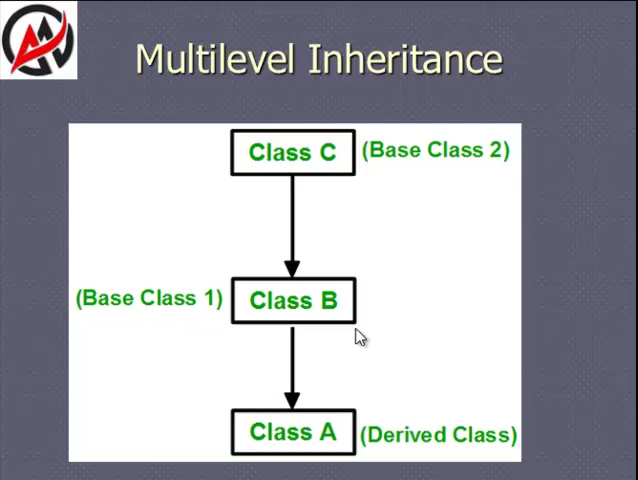 Multilevel Inheritance
Class C (Base Class 2)
(Base Class 1) Class B
Class A (Derived Class)